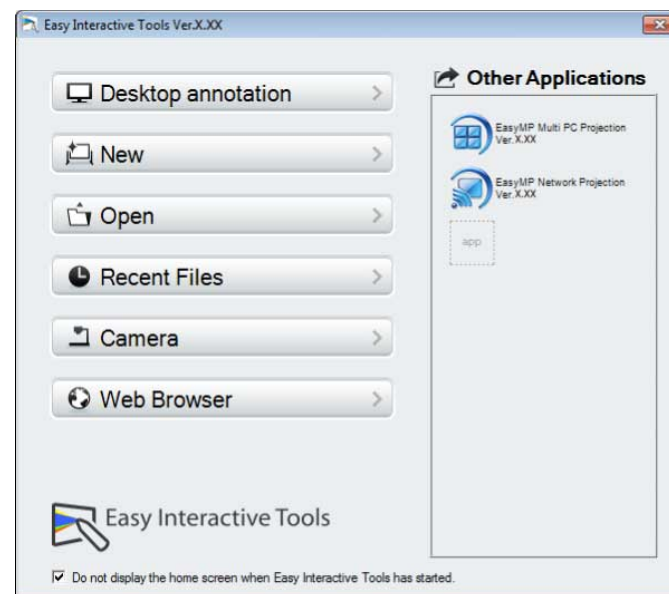 Easy Interactive Tools Ver.X.XX
Desktop annotation
New
Open
Recent Files
Camera
Web Browser
Other Applications
EasyMP Multi PC Projection
Ver.X.XX
EasyMP Network Projection
Ver.X.XX
app
Easy Interactive Tools
Do not display the home screen when Easy Interactive Tools has started.